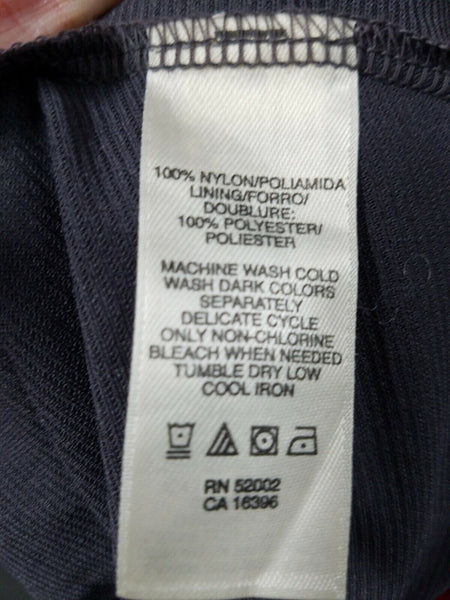 100% NYLON/POLIAMIDA
LINING/FORRO/
DOUBLURE:
100% POLYESTER/
POLIESTER
MACHINE WASH COLD
WASH DARK COLORS
SEPARATELY
DELICATE CYCLE
ONLY NON-CHLORINE
BLEACH WHEN NEEDED
TUMBLE DRY LOW
COOL IRON
RN 52002
CA 16396